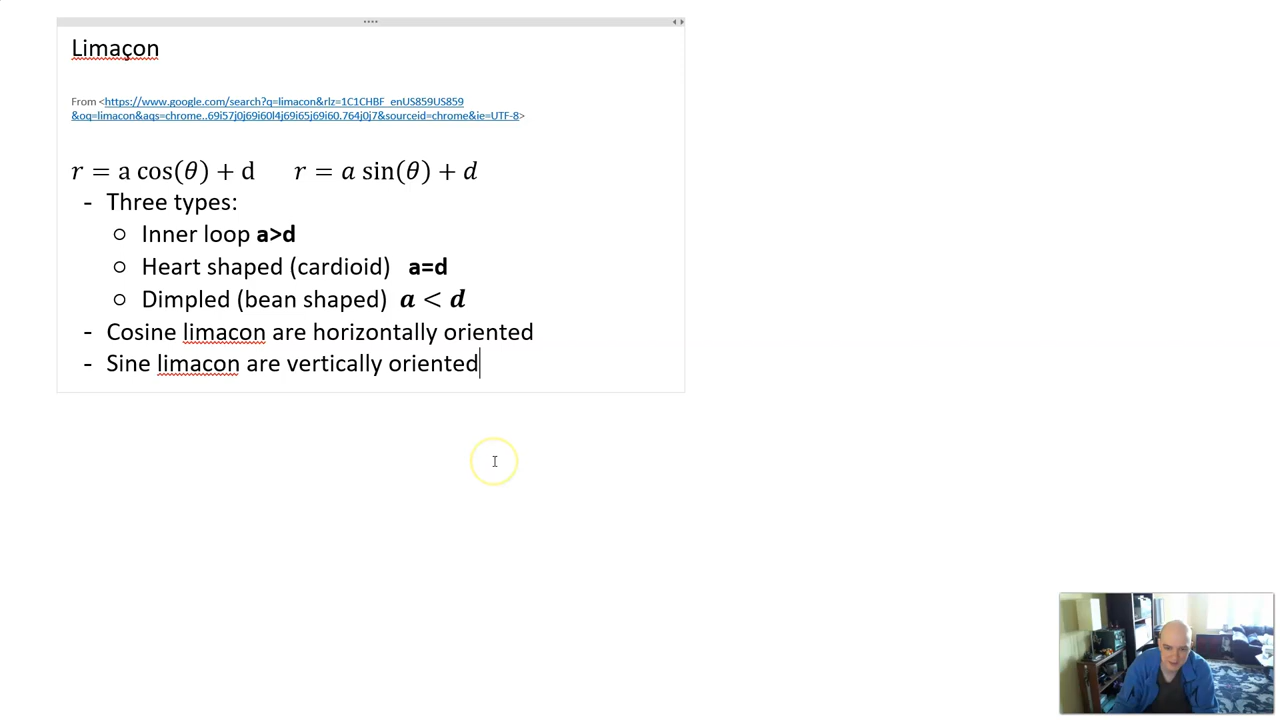 Limaçon
From <https://www.google.com/search?q=limacon&rlz=1C1CHBF_enUS859US859
&oq=limacon&aqs=chrome..69i57j0j69i60l4j69i65j69i60.764j0j7&sourceid=chrome&ie=UTF-8>
r = a cos(θ) + d r = a sin(θ) + d
- Three types:
○ Inner loop a>d
○ Heart shaped (cardioid) a=d
○ Dimpled (bean shaped) a < d
- Cosine limacon are horizontally oriented
- Sine limacon are vertically oriented